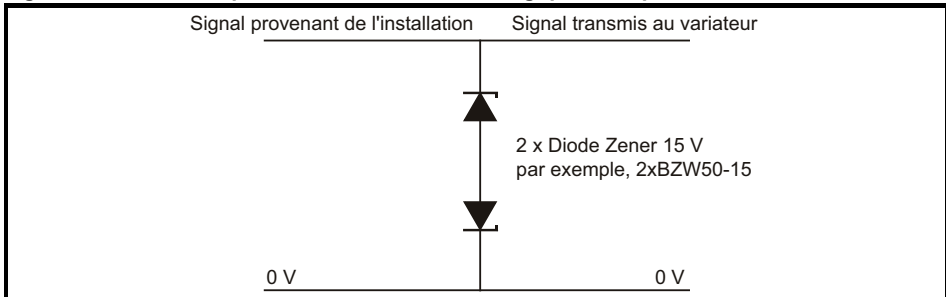 Signal provenant de l'installation Signal transmis au variateur
2 x Diode Zener 15 V
par exemple, 2xBZW50-15
0 V 0 V